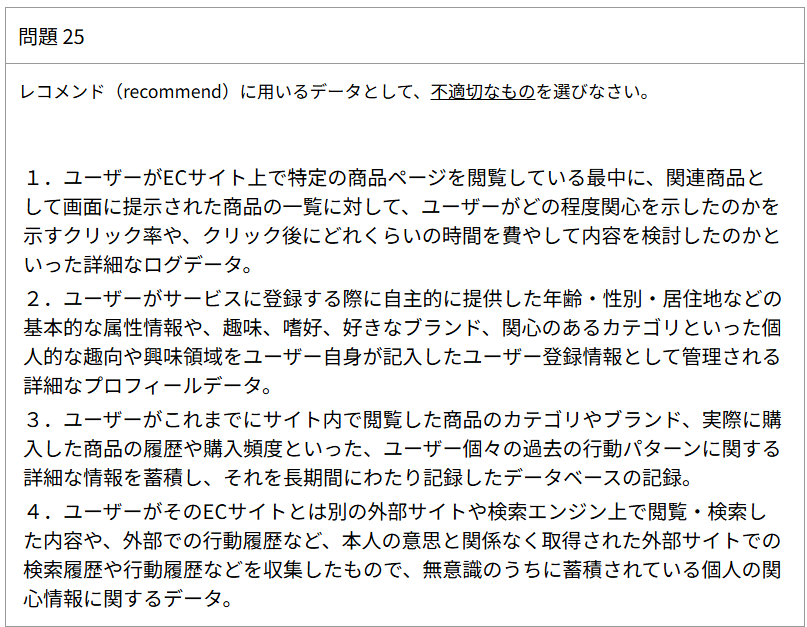 問題 25
レコメンド（recommend）に用いるデータとして、不適切なものを選びなさい。
１．ユーザーがECサイト上で特定の商品ページを閲覧している最中に、関連商品と
して画面に提示された商品の一覧に対して、ユーザーがどの程度関心を示したのかを
示すクリック率や、クリック後にどれくらいの時間を費やして内容を検討したのかと
いった詳細なログデータ。
２．ユーザーがサービスに登録する際に自主的に提供した年齢・性別・居住地などの
基本的な属性情報や、趣味、嗜好、好きなブランド、関心のあるカテゴリといった個
人的な趣向や興味領域をユーザー自身が記入したユーザー登録情報として管理される
詳細なプロフィールデータ。
３．ユーザーがこれまでにサイト内で閲覧した商品のカテゴリやブランド、実際に購
入した商品の履歴や購入頻度といった、ユーザー個々の過去の行動パターンに関する
詳細な情報を蓄積し、それを長期間にわたり記録したデータベースの記録。
４．ユーザーがそのECサイトとは別の外部サイトや検索エンジン上で閲覧・検索し
た内容や、外部での行動履歴など、本人の意思と関係なく取得された外部サイトでの
検索履歴や行動履歴などを収集したもので、無意識のうちに蓄積されている個人の関
心情報に関するデータ。